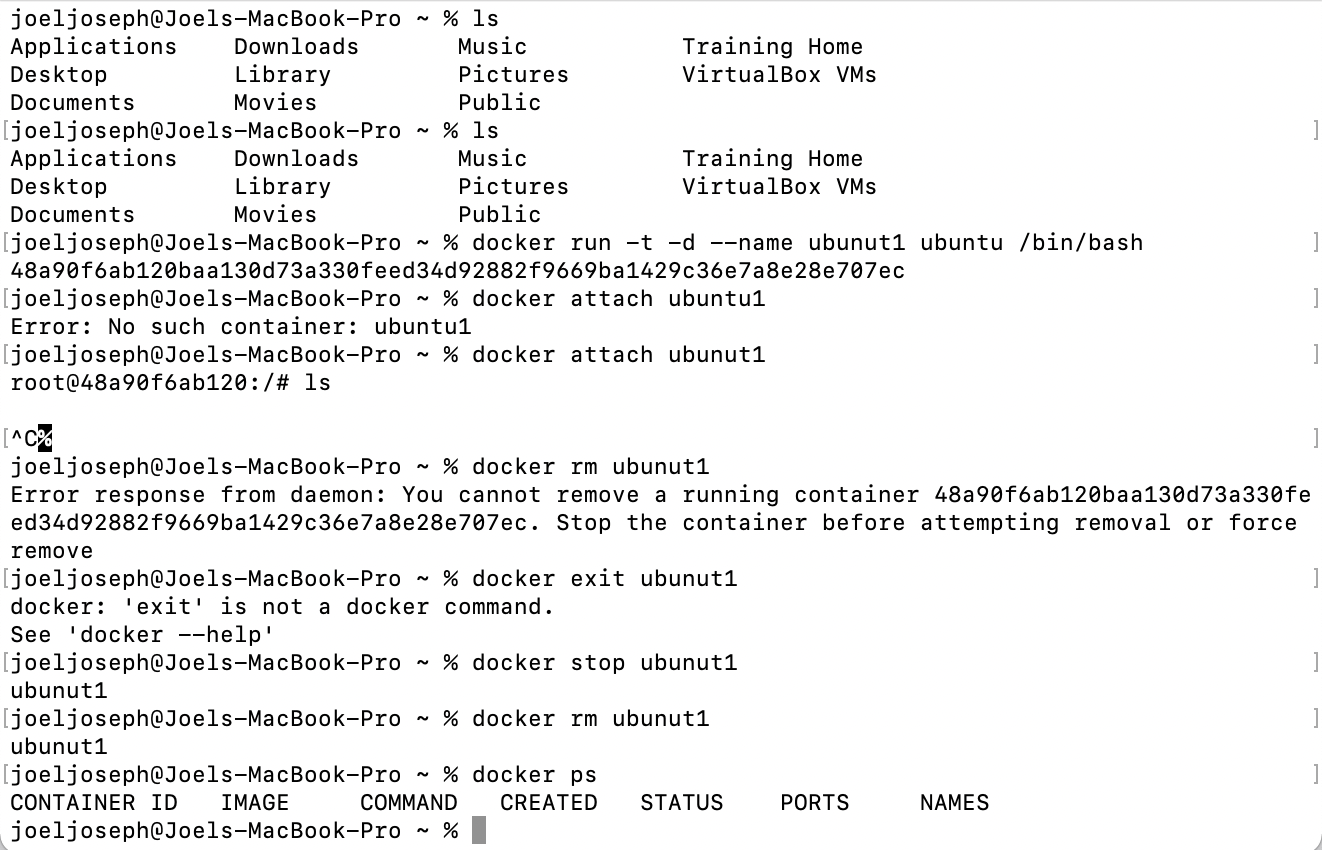 joeljoseph@Joels-MacBook-Pro ~ % ls
Applications    Downloads       Music           Training Home
Desktop         Library         Pictures        VirtualBox VMs
Documents       Movies          Public
[joeljoseph@Joels-MacBook-Pro ~ % ls ]
Applications    Downloads       Music           Training Home
Desktop         Library         Pictures        VirtualBox VMs
Documents       Movies          Public
[joeljoseph@Joels-MacBook-Pro ~ % docker run -t -d --name ubunut1 ubuntu /bin/bash ]
48a90f6ab120baa130d73a330feed34d92882f9669ba1429c36e7a8e28e707ec
[joeljoseph@Joels-MacBook-Pro ~ % docker attach ubuntu1 ]
Error: No such container: ubuntu1
[joeljoseph@Joels-MacBook-Pro ~ % docker attach ubunut1 ]
root@48a90f6ab120:/# ls
[^C% ]
joeljoseph@Joels-MacBook-Pro ~ % docker rm ubunut1
Error response from daemon: You cannot remove a running container 48a90f6ab120baa130d73a330fe
ed34d92882f9669ba1429c36e7a8e28e707ec. Stop the container before attempting removal or force
remove
[joeljoseph@Joels-MacBook-Pro ~ % docker exit ubunut1 ]
docker: 'exit' is not a docker command.
See 'docker --help'
[joeljoseph@Joels-MacBook-Pro ~ % docker stop ubunut1 ]
ubunut1
[joeljoseph@Joels-MacBook-Pro ~ % docker rm ubunut1 ]
ubunut1
[joeljoseph@Joels-MacBook-Pro ~ % docker ps ]
CONTAINER ID   IMAGE     COMMAND   CREATED   STATUS    PORTS     NAMES
joeljoseph@Joels-MacBook-Pro ~ %